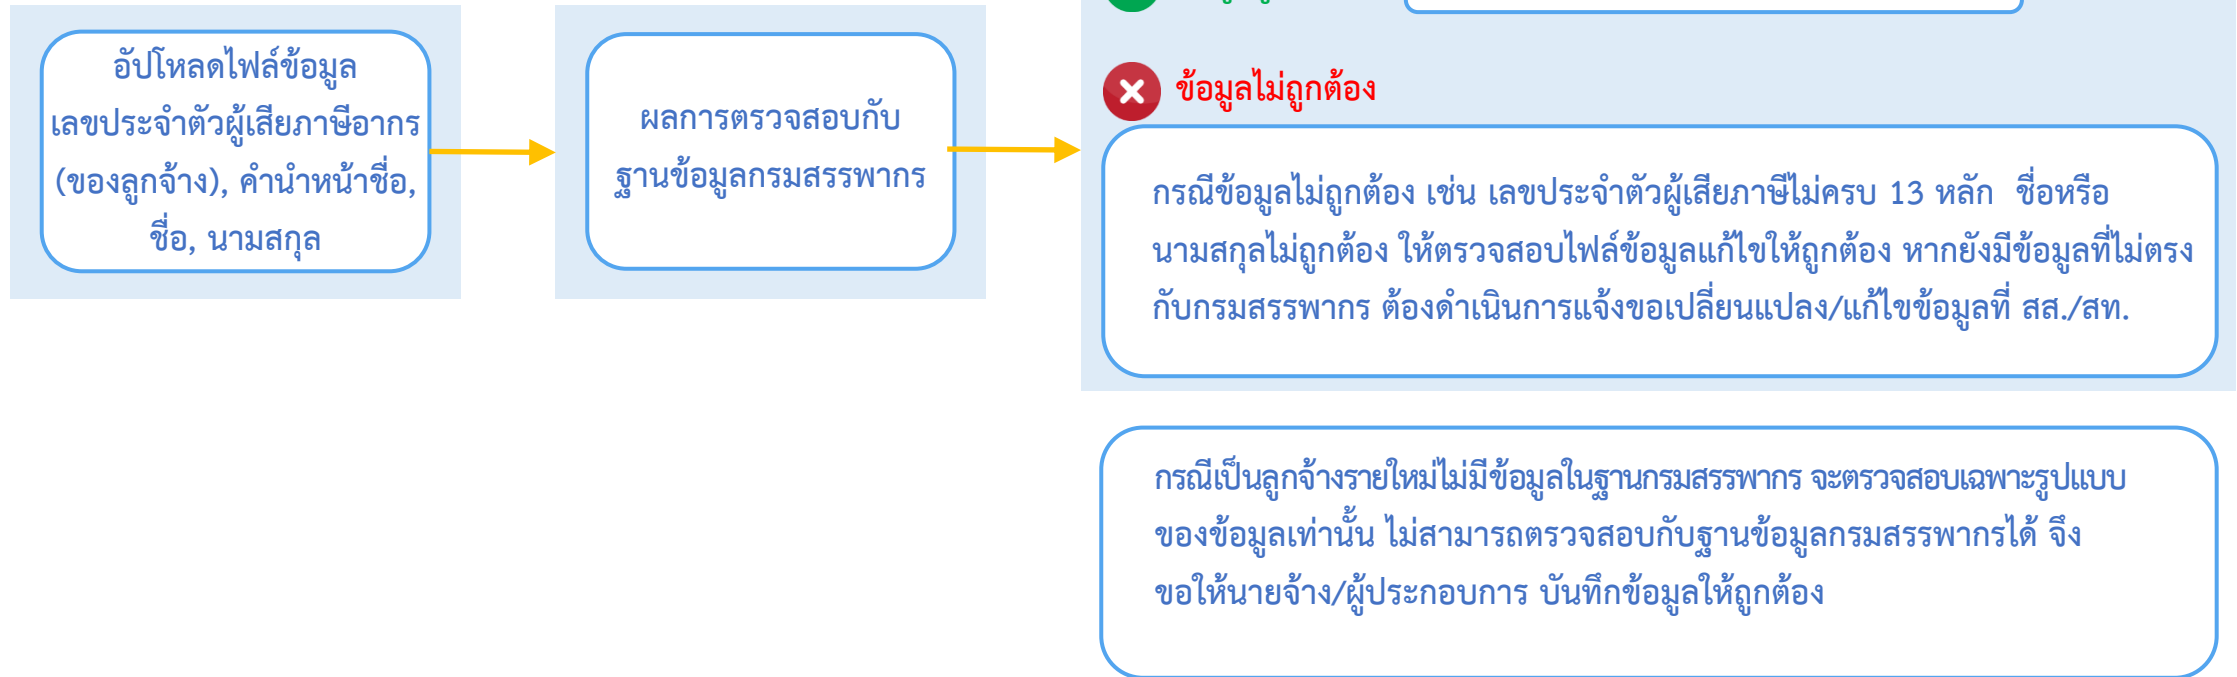 อัปโหลดไฟล์ข้อมูล
เลขประจำตัวผู้เสียภาษีอากร
(ของลูกจ้าง), คำนำหน้าชื่อ,
ชื่อ, นามสกุล
ผลการตรวจสอบกับ
ฐานข้อมูลกรมสรรพากร
ข้อมูลไม่ถูกต้อง
กรณีข้อมูลไม่ถูกต้อง เช่น เลขประจำตัวผู้เสียภาษีไม่ครบ 13 หลัก ชื่อหรือ
นามสกุลไม่ถูกต้อง ให้ตรวจสอบไฟล์ข้อมูลแก้ไขให้ถูกต้อง หากยังมีข้อมูลที่ไม่ตรง
กับกรมสรรพากร ต้องดำเนินการแจ้งขอเปลี่ยนแปลง/แก้ไขข้อมูลที่ สส./สท.
กรณีเป็นลูกจ้างรายใหม่ไม่มีข้อมูลในฐานกรมสรรพากร จะตรวจสอบเฉพาะรูปแบบ
ของข้อมูลเท่านั้น ไม่สามารถตรวจสอบกับฐานข้อมูลกรมสรรพากรได้ จึง
ขอให้นายจ้าง/ผู้ประกอบการ บันทึกข้อมูลให้ถูกต้อง